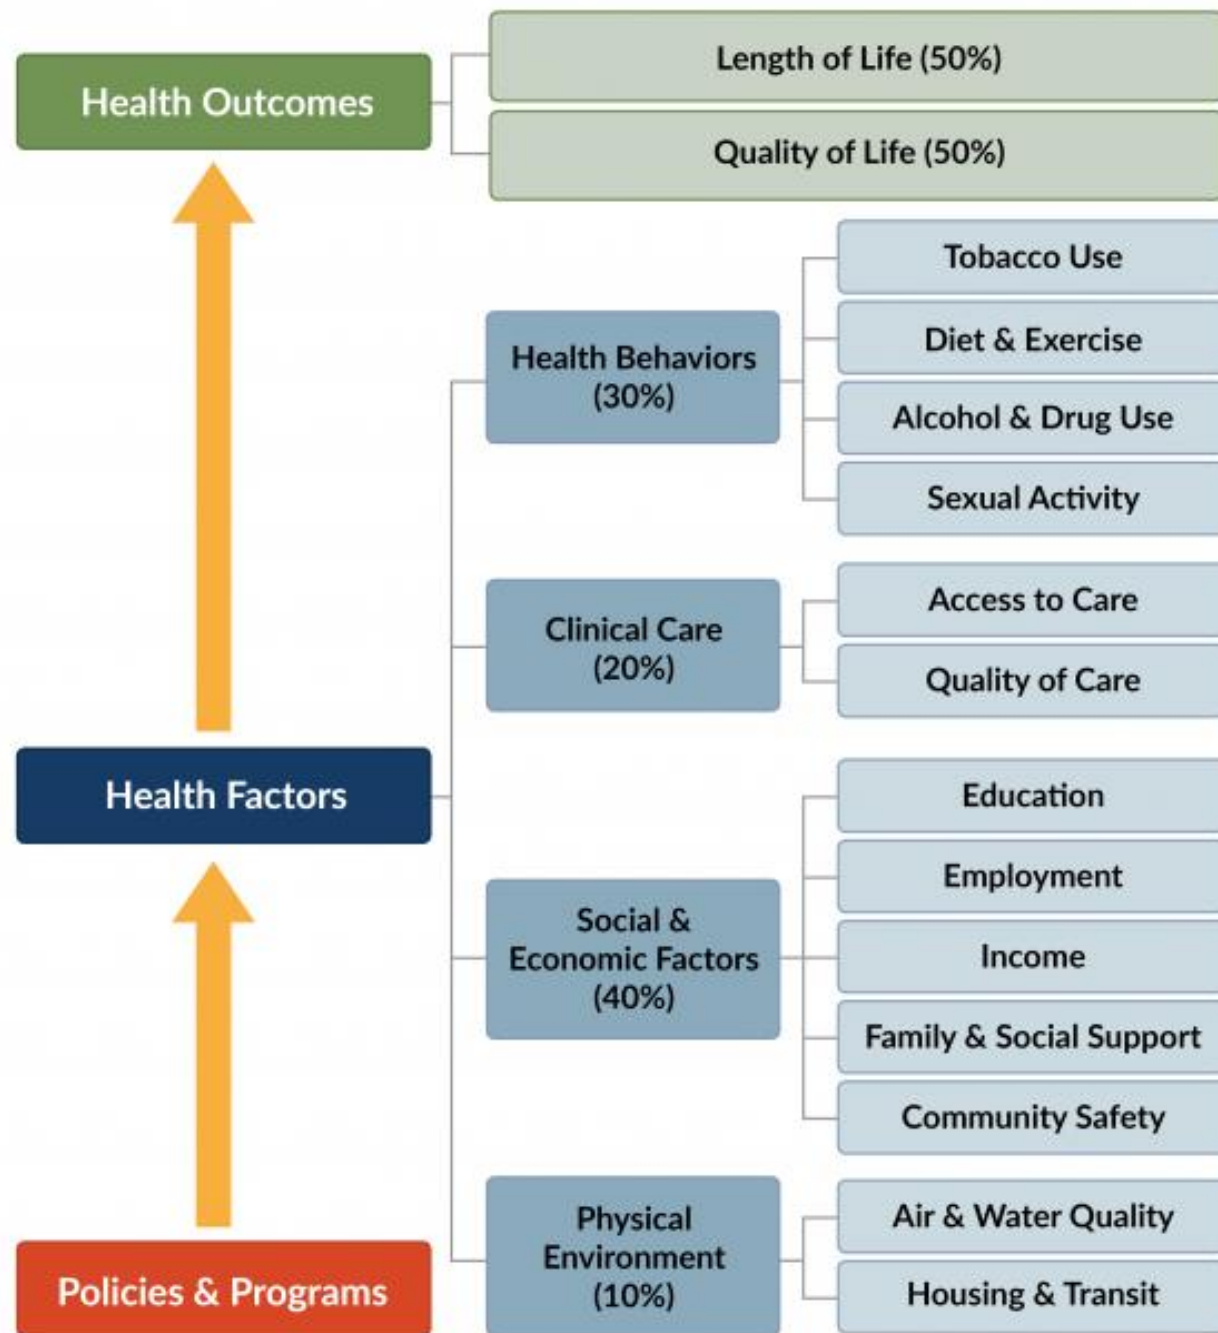 Health Outcomes
Length of Life (50%)
Quality of Life (50%)
Health Factors
Health Behaviors
(30%)
Tobacco Use
Diet & Exercise
Alcohol & Drug Use
Sexual Activity
Clinical Care
(20%)
Access to Care
Quality of Care
Social &
Economic Factors
(40%)
Education
Employment
Income
Family & Social Support
Community Safety
Physical
Environment
(10%)
Air & Water Quality
Housing & Transit
Policies & Programs